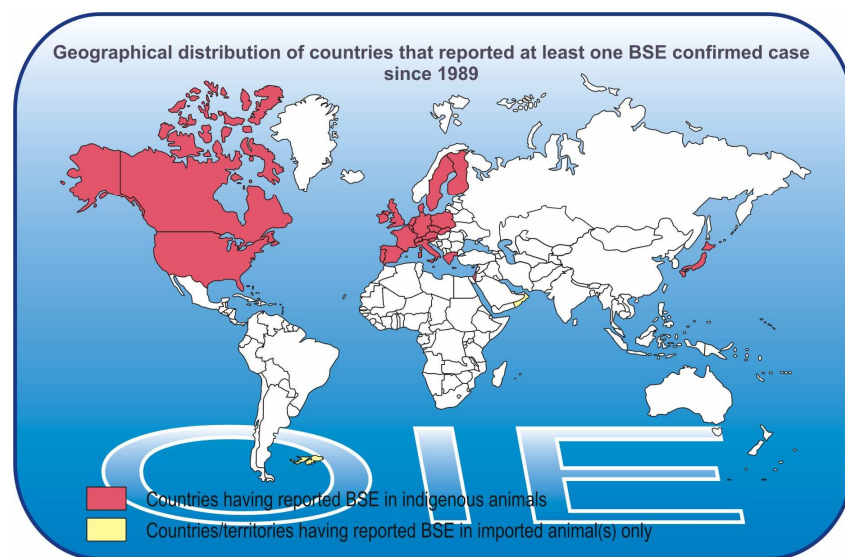 Geographical distribution of countries that reported at least one BSE confirmed case
since 1989
OIE
Countries having reported BSE in indigenous animals
Countries/territories having reported BSE in imported animal(s) only